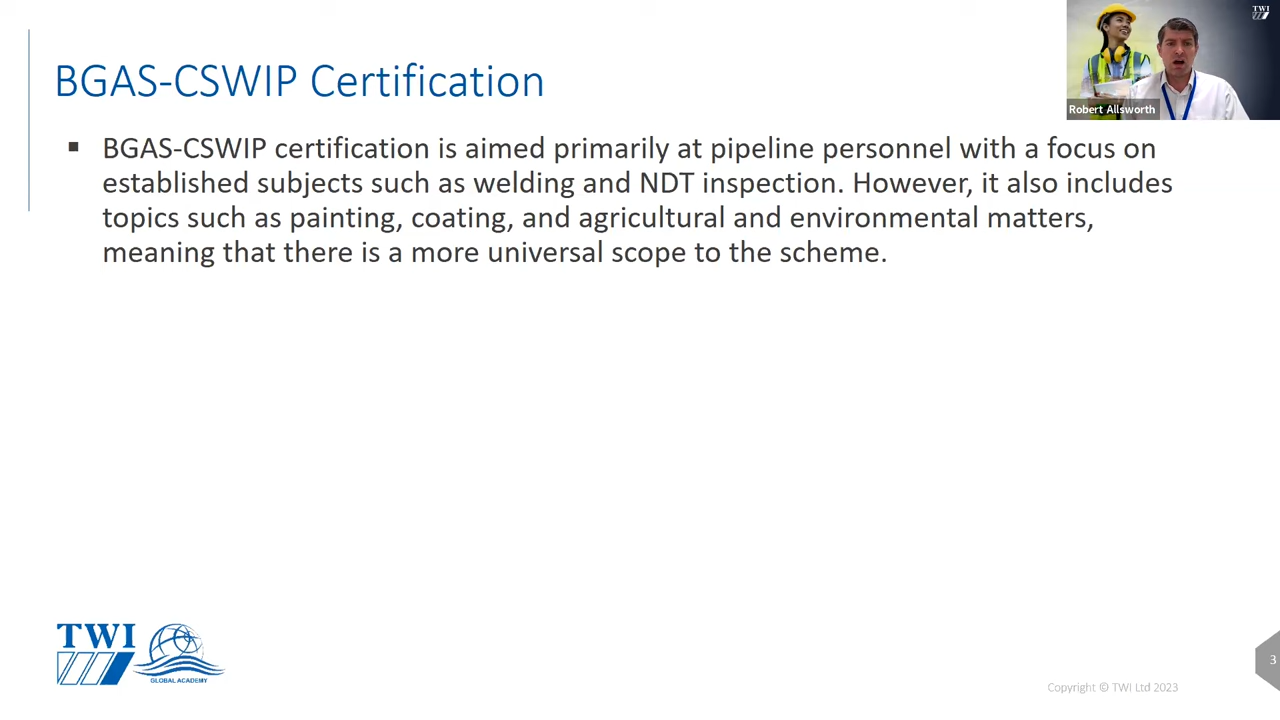 TWI
BGAS-CSWIP Certification
Robert Allsworth
▪ BGAS-CSWIP certification is aimed primarily at pipeline personnel with a focus on
established subjects such as welding and NDT inspection. However, it also includes
topics such as painting, coating, and agricultural and environmental matters,
meaning that there is a more universal scope to the scheme.
TWI
GLOBAL ACADEMY
3
Copyright © TWI Ltd 2023